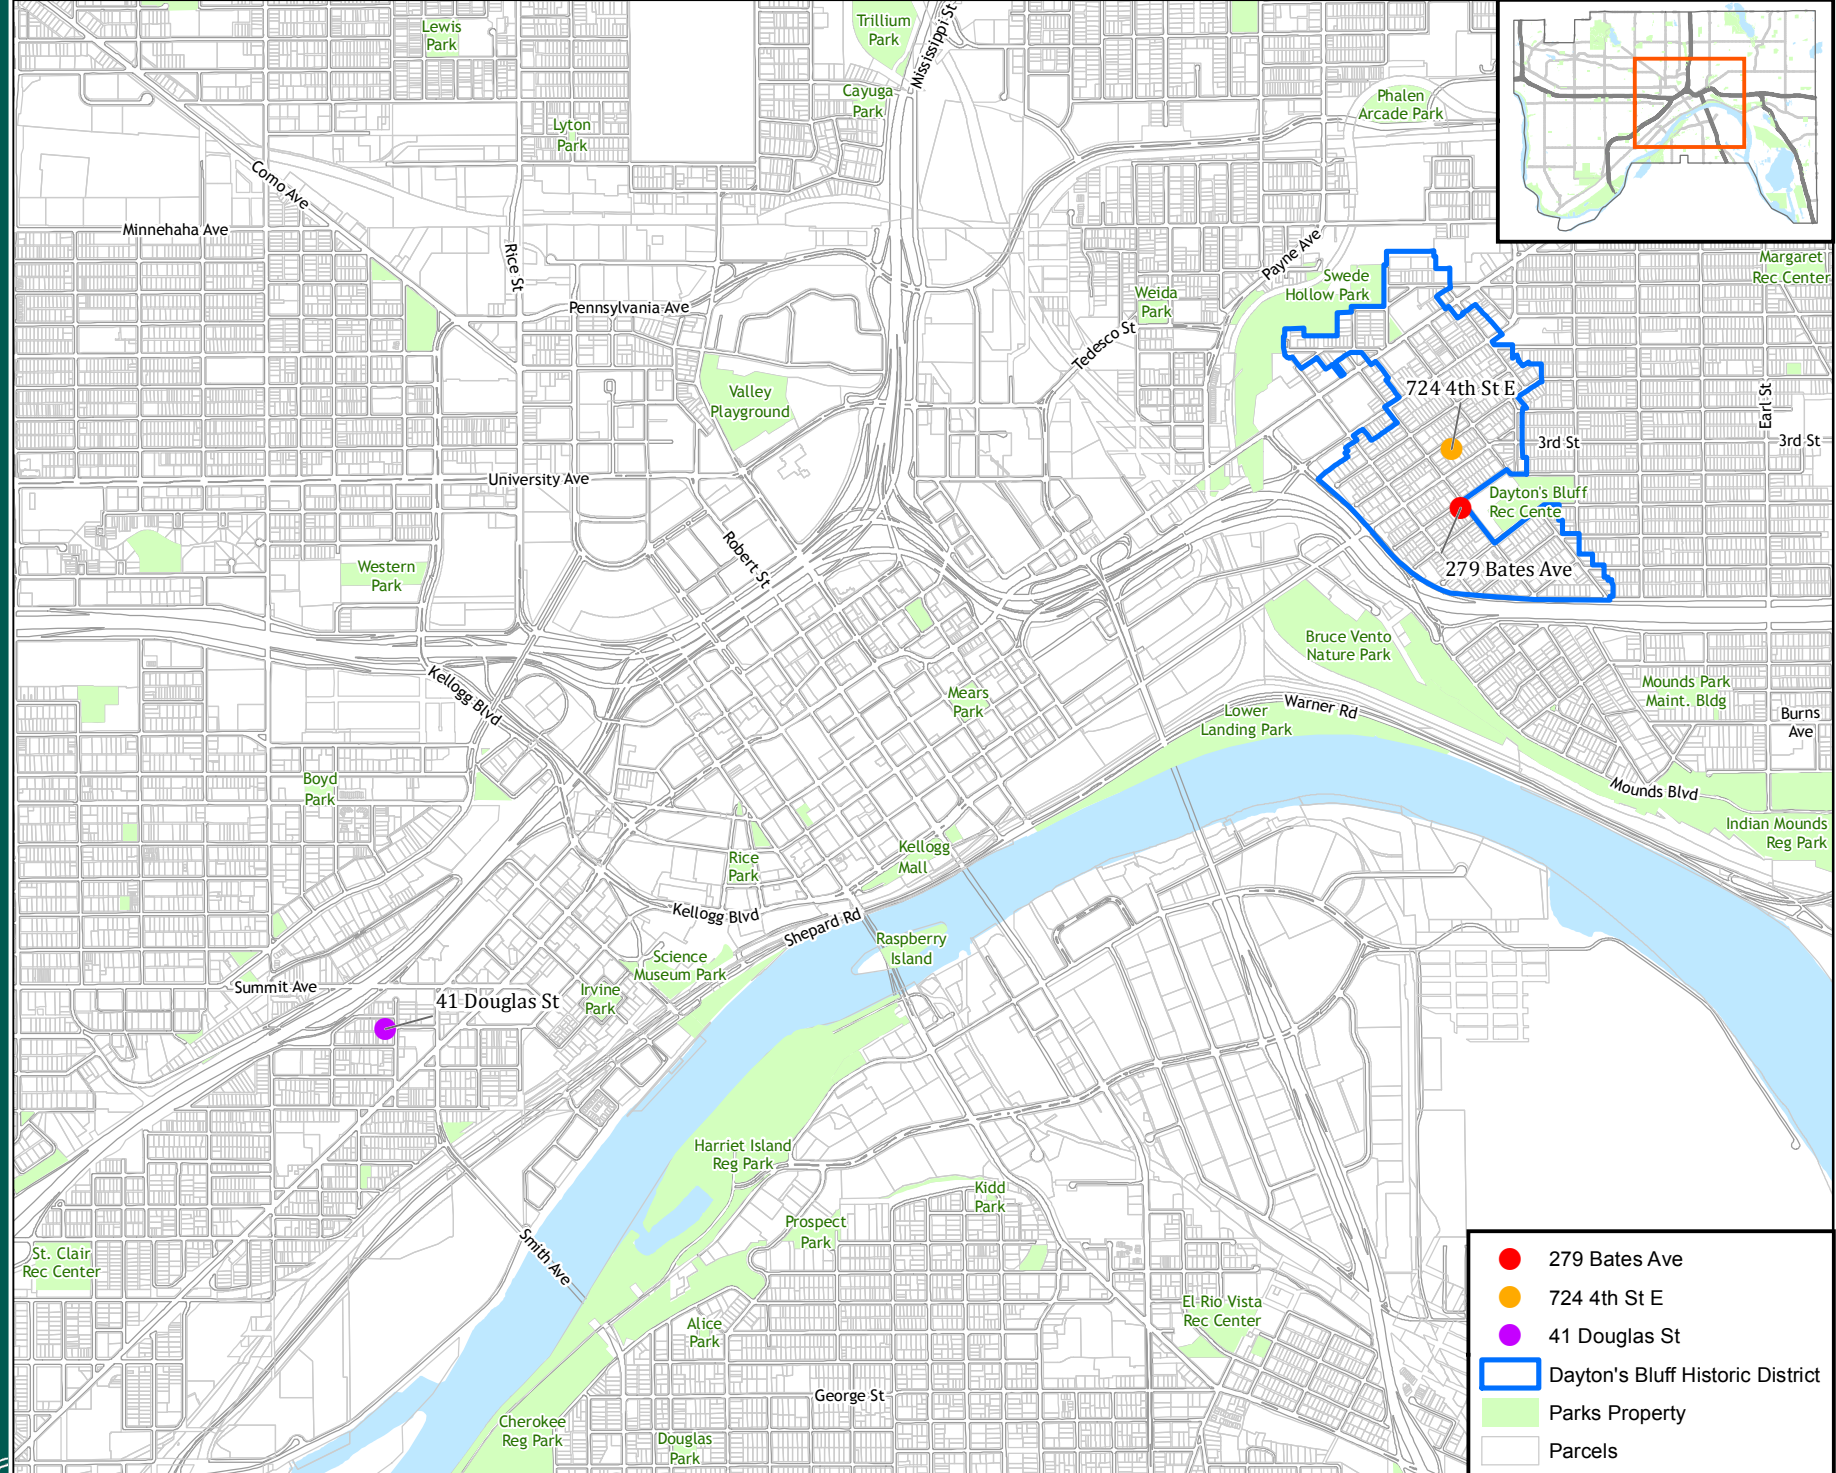 Lewis
Park
Trillium
Park
Mississippi St
Cayuga
Park
Phalen
Arcade Park
Lyton
Park
Como Ave
Minnehaha Ave
Rice St
Pennsylvania Ave
Payne Ave
Swede
Hollow Park
Margaret
Rec Center
Weida
Park
Tedesco St
Valley
Playground
724 4th St E
Earl St
3rd St
3rd St
University Ave
Dayton's Bluff
Rec Cente
Robert St
Western
Park
279 Bates Ave
Bruce Vento
Nature Park
Kellogg Blvd
Mears
Park
Mounds Park
Maint. Bldg
Lower
Landing Park
Warner Rd
Burns
Ave
Boyd
Park
Mounds Blvd
Indian Mounds
Reg Park
Kellogg
Mall
Rice
Park
Kellogg Blvd
Shepard Rd
Raspberry
Island
Science
Museum Park
Summit Ave
Irvine
Park
41 Douglas St
Harriet Island
Reg Park
Kidd
Park
Prospect
Park
St. Clair
Rec Center
Smith Ave
El Rio Vista
Rec Center
Alice
Park
George St
Cherokee
Reg Park
Douglas
Park
279 Bates Ave
724 4th St E
41 Douglas St
Dayton's Bluff Historic District
Parks Property
Parcels